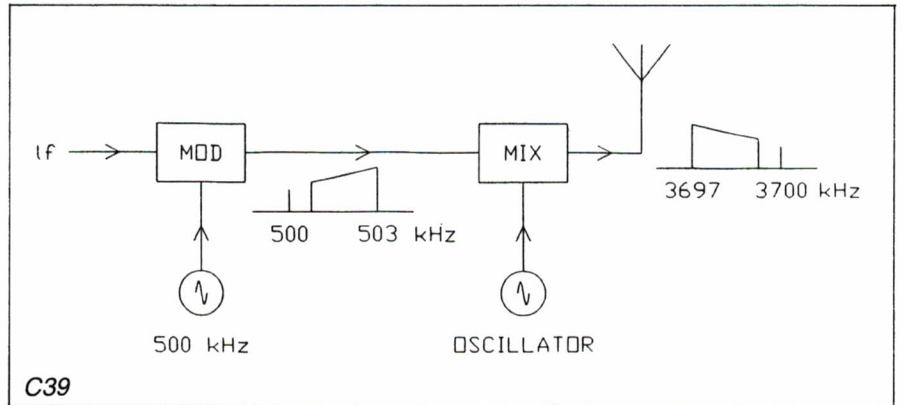 lf
MOD
MIX
500 503 kHz
3697 3700 kHz
500 kHz
OSCILLATOR
C39